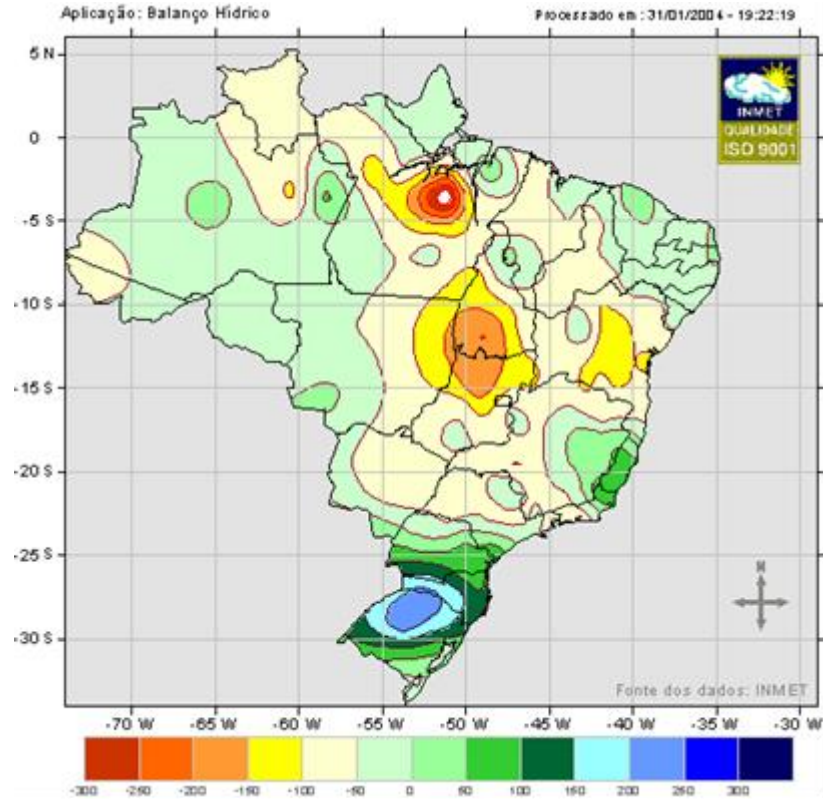 Aplicação: Balanço Hídrico Processado em: 31/01/2004 - 19:22:19
INMET
QUALIDADE
ISO 9001
5 N
0
-5 S
-10 S
-15 S
-20 S
-25 S
-30 S
N
Fonte dos dados: INMET
-70 W -65 W -60 W -55 W -50 W -45 W -40 W -35 W -30 W
-300 -250 -200 -150 -100 -50 0 50 100 150 200 250 300